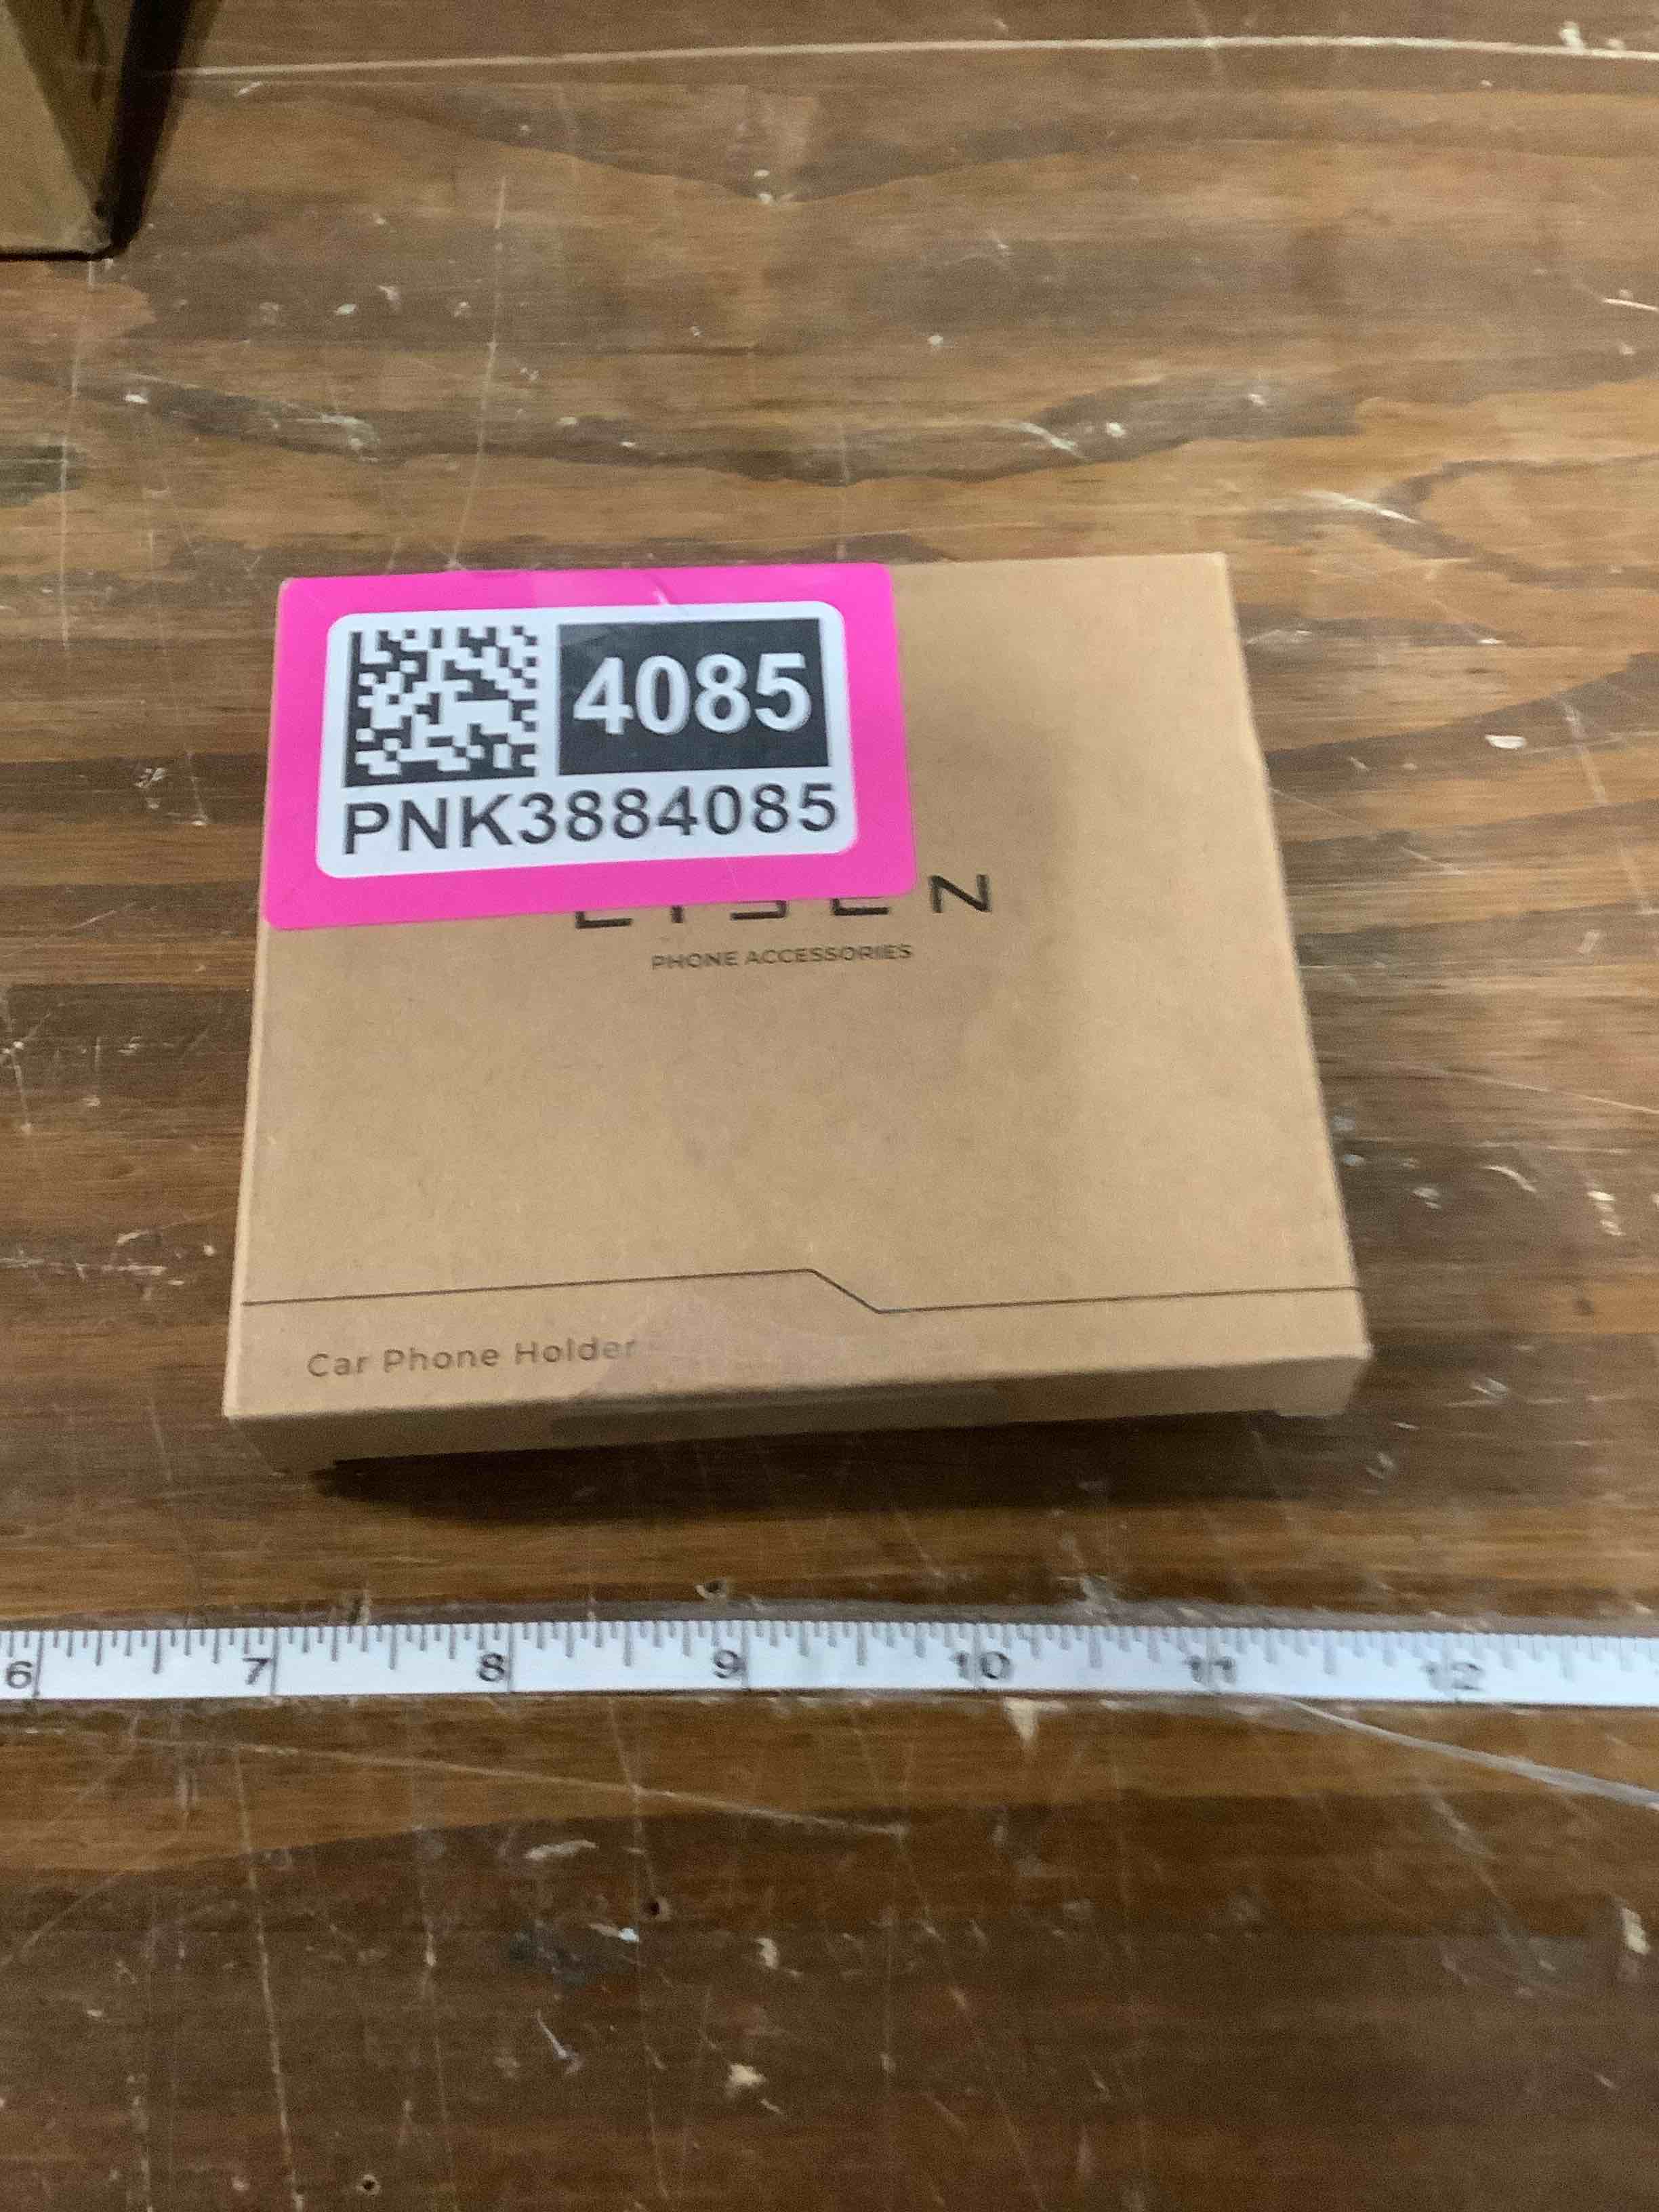 4085
PNK3884085
PHONE ACCESSORIES
Car Phone Holder
6 7 8 9 10 11 12